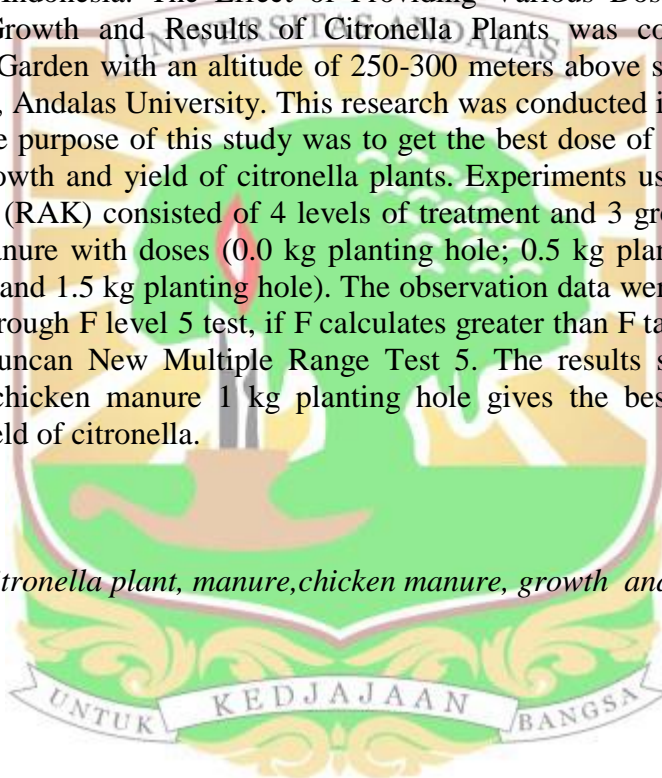 Indonesia. The Effect of Providing Various Dos
Growth and Results of Citronella Plants was co
UNIVERSITAS ANDALAS
Garden with an altitude of 250-300 meters above s
, Andalas University. This research was conducted i
e purpose of this study was to get the best dose of
owth and yield of citronella plants. Experiments us
(RAK) consisted of 4 levels of treatment and 3 gro
anure with doses (0.0 kg planting hole; 0.5 kg plan
and 1.5 kg planting hole). The observation data wer
rough F level 5 test, if F calculates greater than F ta
uncan New Multiple Range Test 5. The results s
chicken manure 1 kg planting hole gives the bes
eld of citronella.
itronella plant, manure,chicken manure, growth and
UNTUK KEDJAJAAN BANGSA